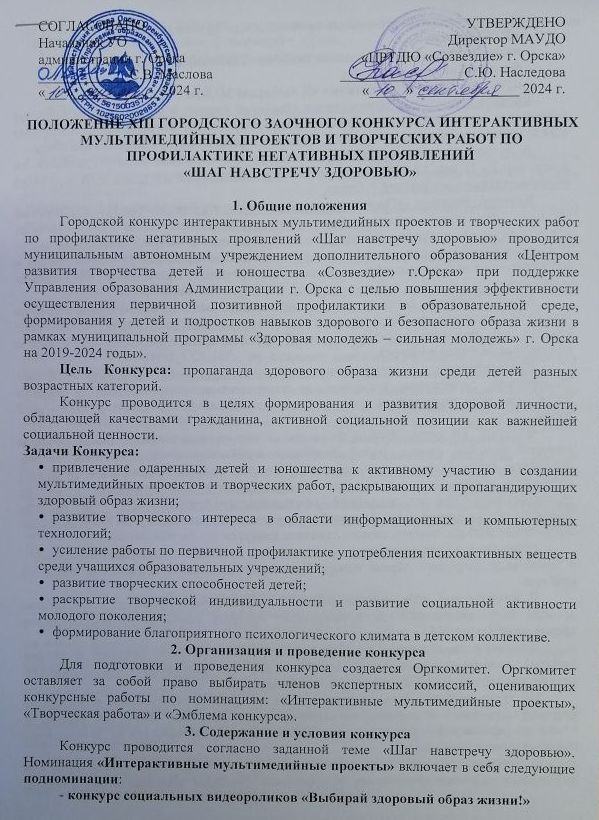 СОГЛАСОВАНО
Начальник УО
администрации г. Орска
С.В. Маслова
« 10 » 2024 г.
УТВЕРЖДЕНО
Директор МАУДО
«ЦРТДЮ «Созвездие» г. Орска»
С.Ю. Наследова
« 10 » сентября 2024 г.
ПОЛОЖЕНИЕ XIII ГОРОДСКОГО ЗАОЧНОГО КОНКУРСА ИНТЕРАКТИВНЫХ
МУЛЬТИМЕДИЙНЫХ ПРОЕКТОВ И ТВОРЧЕСКИХ РАБОТ ПО
ПРОФИЛАКТИКЕ НЕГАТИВНЫХ ПРОЯВЛЕНИЙ
«ШАГ НАВСТРЕЧУ ЗДОРОВЬЮ»
1. Общие положения
Городской конкурс интерактивных мультимедийных проектов и творческих работ
по профилактике негативных проявлений «Шаг навстречу здоровью» проводится
муниципальным автономным учреждением дополнительного образования «Центром
развития творчества детей и юношества «Созвездие» г.Орска» при поддержке
Управления образования Администрации г. Орска с целью повышения эффективности
осуществления первичной позитивной профилактики в образовательной среде,
формирования у детей и подростков навыков здорового и безопасного образа жизни в
рамках муниципальной программы «Здоровая молодежь – сильная молодежь» г. Орска
на 2019-2024 годы».
Цель Конкурса: пропаганда здорового образа жизни среди детей разных
возрастных категорий.
Конкурс проводится в целях формирования и развития здоровой личности,
обладающей качествами гражданина, активной социальной позиции как важнейшей
социальной ценности.
Задачи Конкурса:
• привлечение одаренных детей и юношества к активному участию в создании
мультимедийных проектов и творческих работ, раскрывающих и пропагандирующих
здоровый образ жизни;
• развитие творческого интереса в области информационных и компьютерных
технологий;
• усиление работы по первичной профилактике употребления психоактивных веществ
среди учащихся образовательных учреждений;
• развитие творческих способностей детей;
• раскрытие творческой индивидуальности и развитие социальной активности
молодого поколения;
• формирование благоприятного психологического климата в детском коллективе.
2. Организация и проведение конкурса
Для подготовки и проведения конкурса создается Оргкомитет. Оргкомитет
оставляет за собой право выбирать членов экспертных комиссий, оценивающих
конкурсные работы по номинациям: «Интерактивные мультимедийные проекты»,
«Творческая работа» и «Эмблема конкурса».
3. Содержание и условия конкурса
Конкурс проводится согласно заданной теме «Шаг навстречу здоровью».
Номинация «Интерактивные мультимедийные проекты» включает в себя следующие
подноминации:
- конкурс социальных видеороликов «Выбирай здоровый образ жизни!»